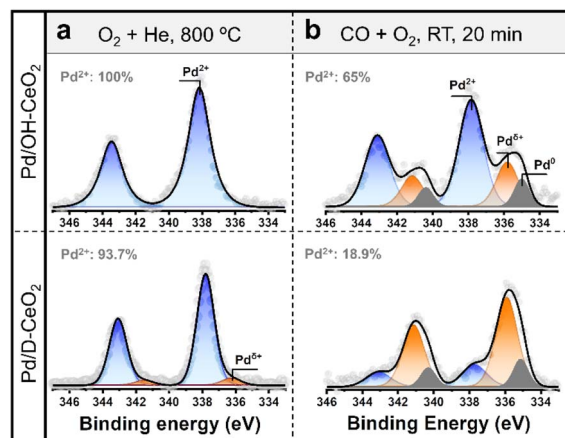 a O₂ + He, 800 ºC
b CO + O₂, RT, 20 min
Pd/OH-CeO₂
Pd²⁺: 100%
Pd²⁺
346 344 342 340 338 336 334
Pd²⁺: 65%
Pd²⁺
Pd^δ+
Pd⁰
346 344 342 340 338 336 334
Pd/D-CeO₂
Pd²⁺: 93.7%
Pd^δ+
346 344 342 340 338 336 334
Binding energy (eV)
Pd²⁺: 18.9%
346 344 342 340 338 336 334
Binding Energy (eV)